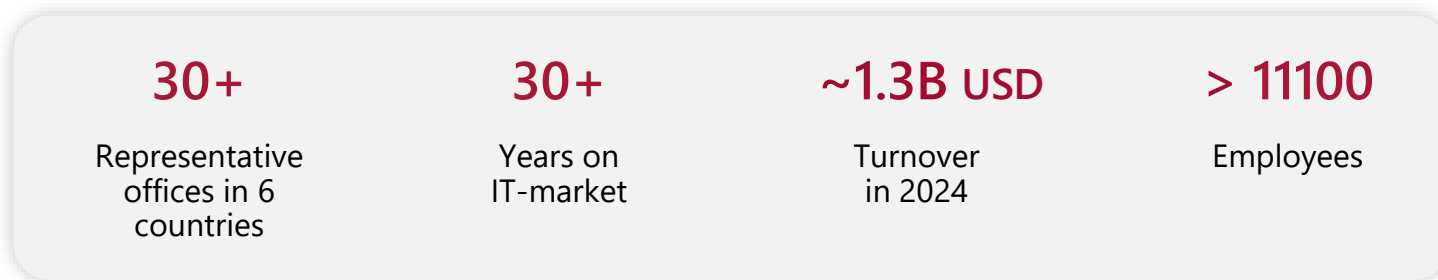 30+
Representative
offices in 6
countries
30+
Years on
IT-market
~1.3B USD
Turnover
in 2024
> 11100
Employees